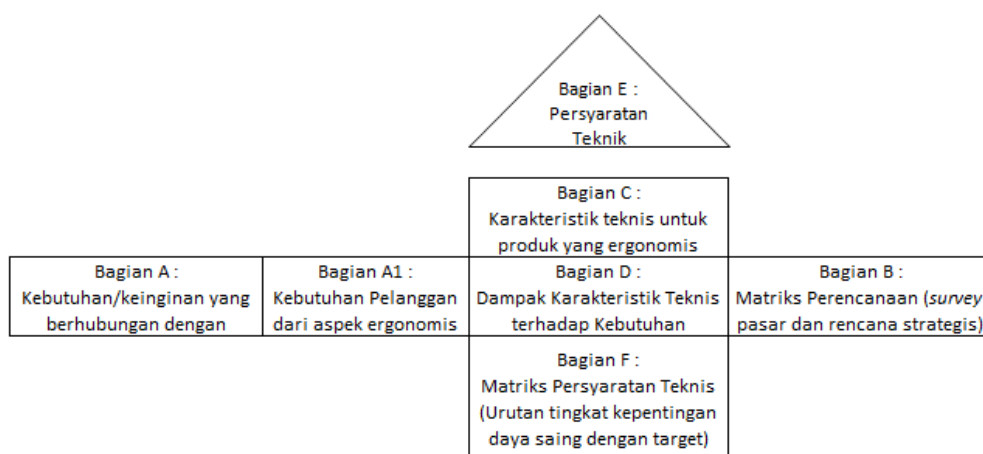 Bagian E :
Persyaratan
Teknik
Bagian C :
Karakteristik teknis untuk
produk yang ergonomis
Bagian A :
Kebutuhan/keinginan yang
berhubungan dengan
Bagian A1 :
Kebutuhan Pelanggan
dari aspek ergonomis
Bagian D :
Dampak Karakteristik Teknis
terhadap Kebutuhan
Bagian B :
Matriks Perencanaan (survey
pasar dan rencana strategis)
Bagian F :
Matriks Persyaratan Teknis
(Urutan tingkat kepentingan
daya saing dengan target)